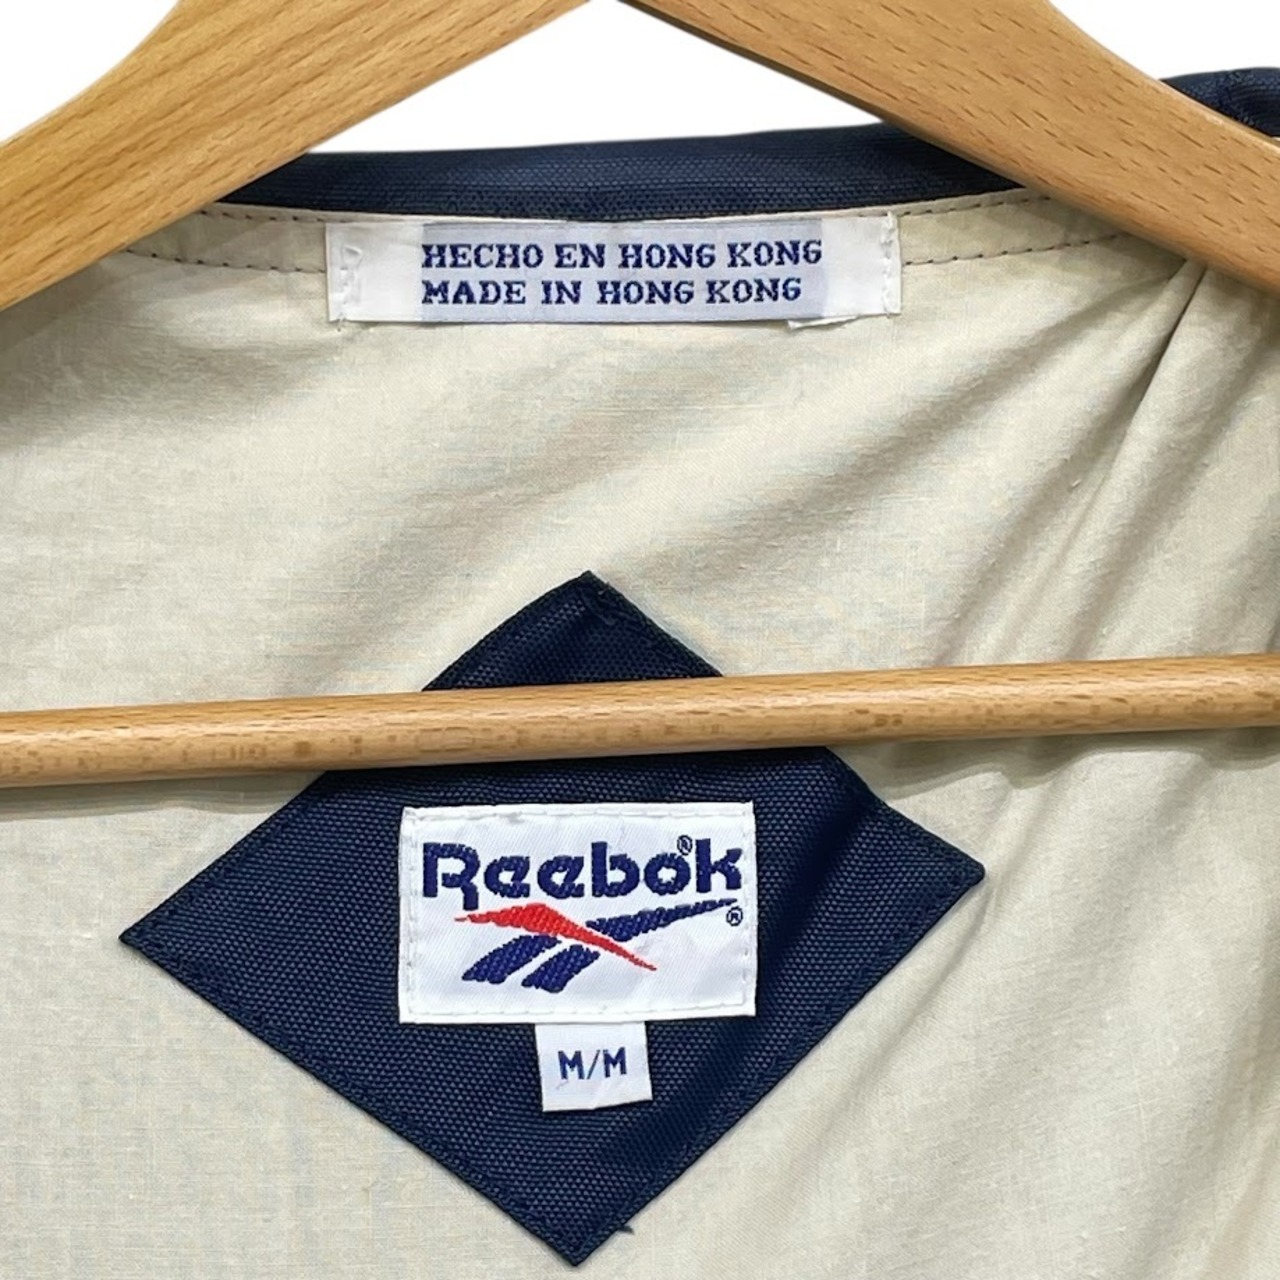 HECHO EN HONG KONG
MADE IN HONG KONG
Reebok®
®
M/M